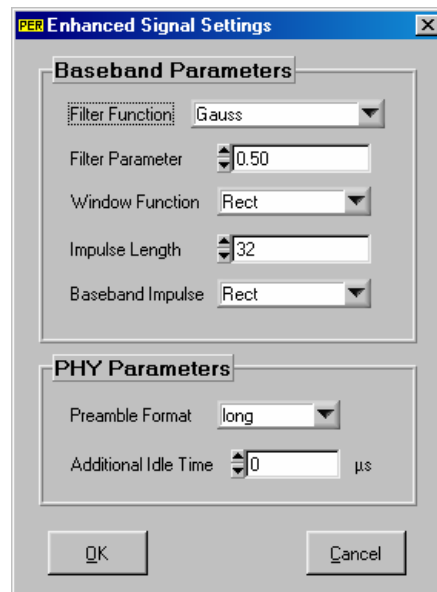 PER Enhanced Signal Settings
Baseband Parameters
Filter Function Gauss
Filter Parameter 0.50
Window Function Rect
Impulse Length 32
Baseband Impulse Rect
PHY Parameters
Preamble Format long
Additional Idle Time 0 µs
OK Cancel